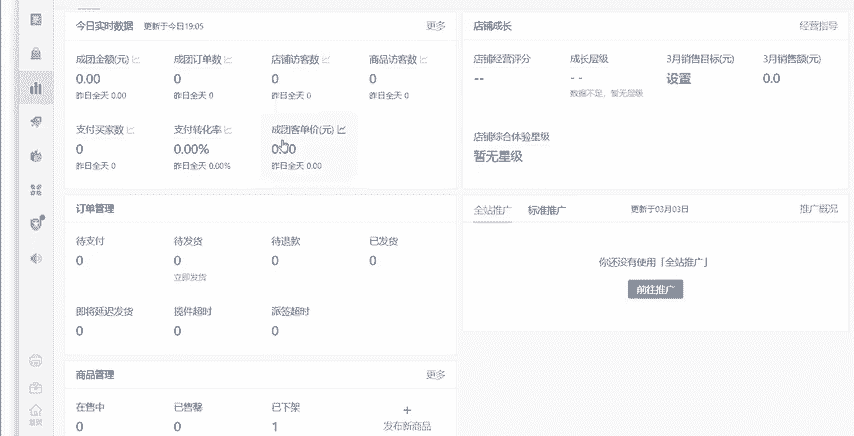 今日实时数据 更新于今日19:05 更多
成团金额(元) 成团订单数 店铺访客数 商品访客数
0.00 0 0 0
昨日全天 0.00 昨日全天 0 昨日全天 0 昨日全天 0
支付买家数 支付转化率 成团客单价(元)
0 0.00% 0.00
昨日全天 0 昨日全天 0.00% 昨日全天 0.00
店铺成长 经营指导
店铺经营评分 成长层级 3月销售目标(元) 3月销售额(元)
-- -- 设置 0.0
数据不足，暂无层级
店铺综合体验星级
暂无星级
订单管理
待支付 待发货 待退款 已发货
0 0 0 0
立即发货
即将延迟发货 揽件超时 派签超时
0 0 0
全站推广 标准推广 更新于03月03日 推广概况
你还没有使用「全站推广」
前往推广
商品管理 更多
在售中 已售罄 已下架 +
0 0 1 发布新商品